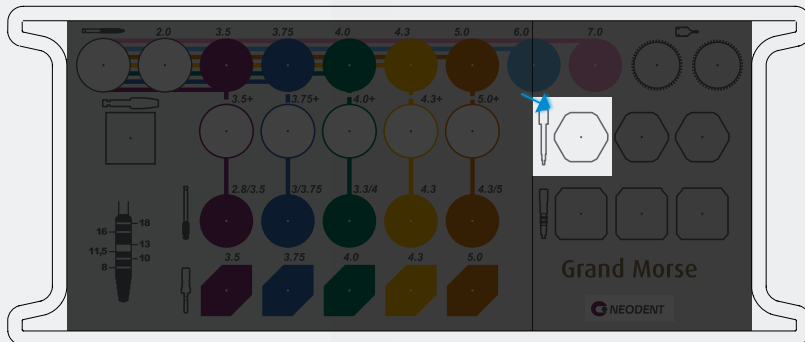 2.0 3.5 3.75 4.0 4.3 5.0 6.0 7.0
3.5+ 3.75+ 4.0+ 4.3+ 5.0+
2.8/3.5 3/3.75 3.3/4 4.3 4.3/5
18
16
13
11,5
10
8
3.5 3.75 4.0 4.3 5.0
Grand Morse
NEODENT